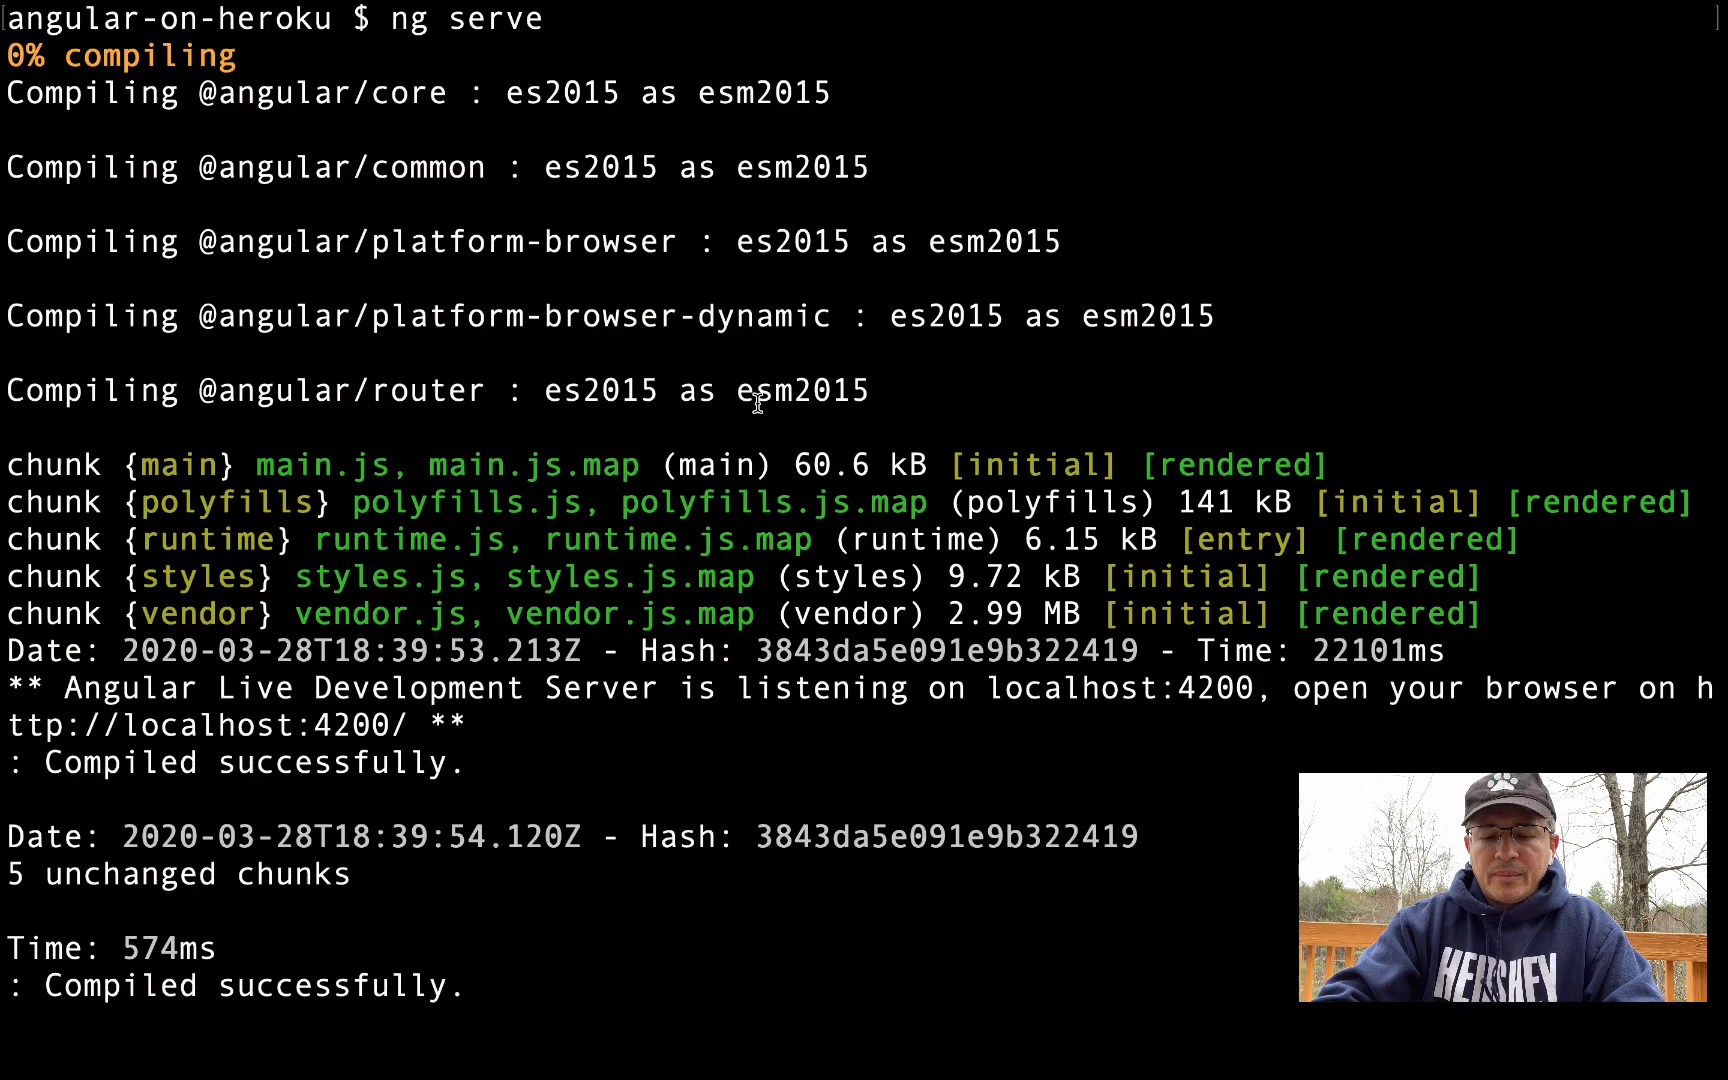 angular-on-heroku $ ng serve
0% compiling
Compiling @angular/core : es2015 as esm2015
Compiling @angular/common : es2015 as esm2015
Compiling @angular/platform-browser : es2015 as esm2015
Compiling @angular/platform-browser-dynamic : es2015 as esm2015
Compiling @angular/router : es2015 as esm2015
chunk {main} main.js, main.js.map (main) 60.6 kB [initial] [rendered]
chunk {polyfills} polyfills.js, polyfills.js.map (polyfills) 141 kB [initial] [rendered]
chunk {runtime} runtime.js, runtime.js.map (runtime) 6.15 kB [entry] [rendered]
chunk {styles} styles.js, styles.js.map (styles) 9.72 kB [initial] [rendered]
chunk {vendor} vendor.js, vendor.js.map (vendor) 2.99 MB [initial] [rendered]
Date: 2020-03-28T18:39:53.213Z - Hash: 3843da5e091e9b322419 - Time: 22101ms
** Angular Live Development Server is listening on localhost:4200, open your browser on h
ttp://localhost:4200/ **
: Compiled successfully.
Date: 2020-03-28T18:39:54.120Z - Hash: 3843da5e091e9b322419
5 unchanged chunks
Time: 574ms
: Compiled successfully.
HERSHEY